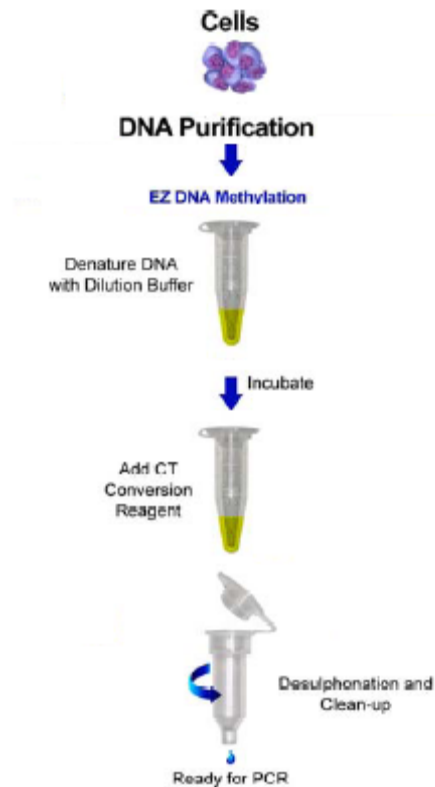 Cells
DNA Purification
EZ DNA Methylation
Denature DNA
with Dilution Buffer
Incubate
Add CT
Conversion
Reagent
Desulphonation and
Clean-up
Ready for PCR